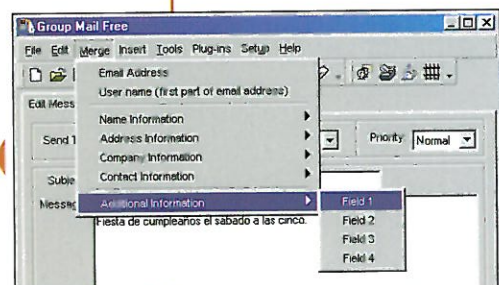 Group Mail Free
File Edit Merge Insert Tools Plug-ins Setup Help
Email Address
User name (first part of email address)
Name Information
Address Information
Company Information
Contact Information
Additional Information
Edit Mess
Send T
Priority Normal
Subje
Messag
Field 1
Field 2
Field 3
Field 4
Fiesta de cumpleaños el sabado a las cinco.